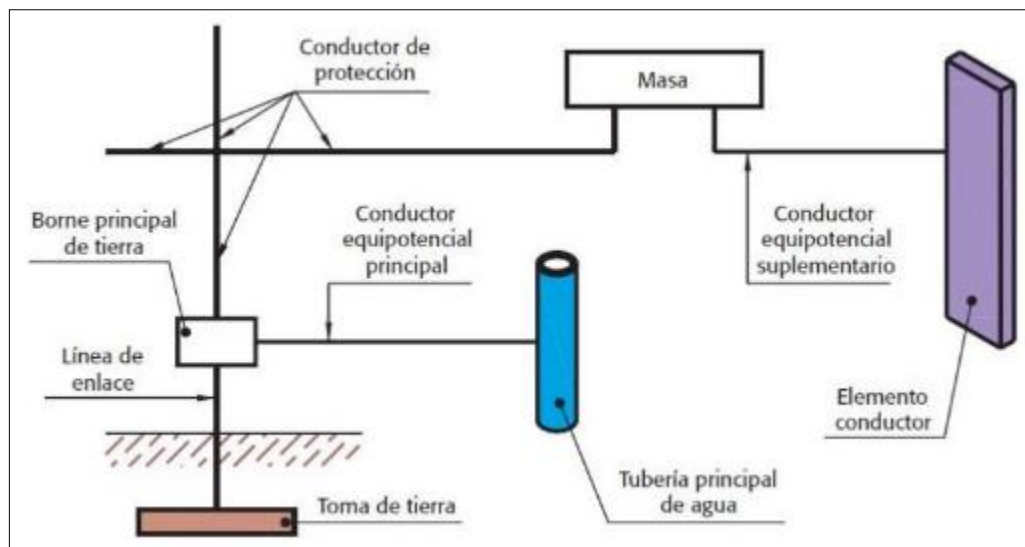 Conductor de
protección
Masa
Borne principal
de tierra
Conductor
equipotencial
principal
Conductor
equipotencial
suplementario
Línea de
enlace
Elemento
conductor
Tubería principal
de agua
Toma de tierra